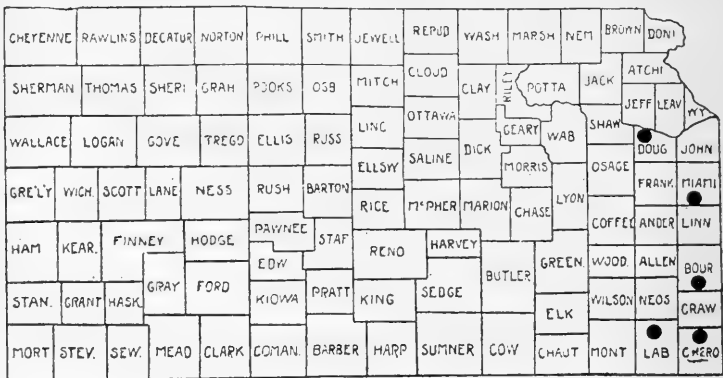 CHEYENNE RAWLINS DECATUR NORTON PHILL SMITH JEWELL REPUB WASH MARSH NEM BROWN DONI
SHERMAN THOMAS SHERI GRAH ROOKS OSB MITCH CLOUD CLAY RILEY POTTA JACK ATCHI
JEFF LEAV WY
WALLACE LOGAN GOVE TREGO ELLIS RUSS LINC OTTAWA DICK GEARY WAB SHAW DOUG JOHN
ELLSW SALINE MORRIS OSAGE
GRE'LY WICH. SCOTT LANE NESS RUSH BARTON RICE McPHER MARION CHASE LYON FRANK MIAMI
COFFEE ANDER LINN
HAM KEAR. FINNEY HODGE PAWNEE STAF RENO HARVEY
EDW BUTLER GREEN. WOOD. ALLEN BOUR
STAN. GRANT HASK. GRAY FORD KIOWA PRATT KING SEDGE ELK WILSON NEOS CRAW
MORT STEV. SEW. MEAD CLARK COMAN. BARBER HARP SUMNER COW CHAUT MONT LAB CHERO